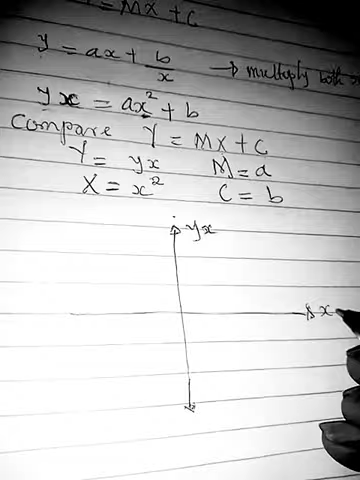 = MX + C
y = ax + b/x → multiply both
yx = ax² + b
Compare Y = MX + C
Y = yx M = a
X = x² C = b
yx
x